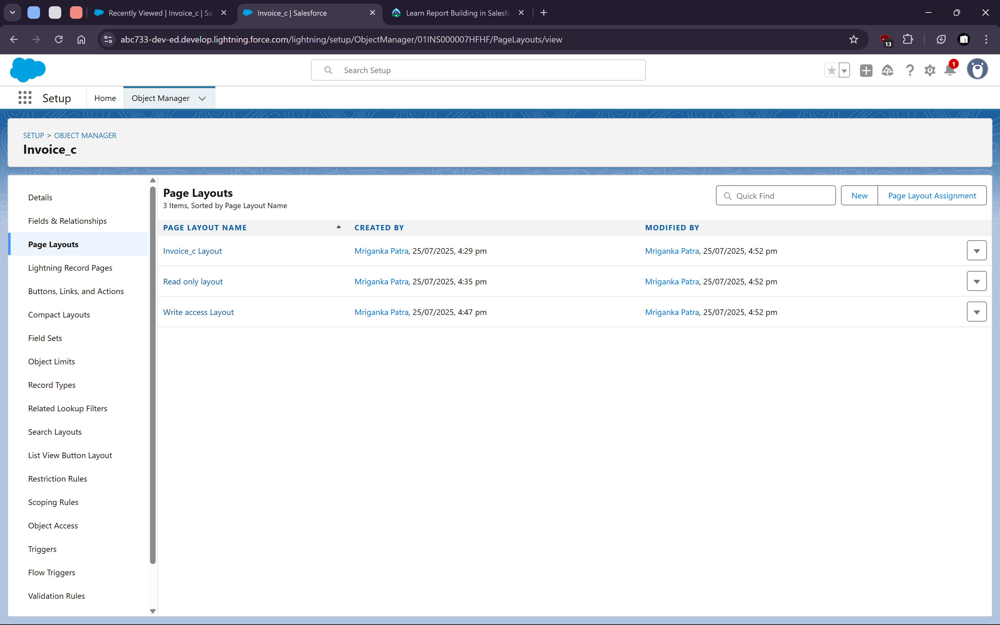 Recently Viewed | Invoice_c | Sa
Invoice_c | Salesforce
Learn Report Building in Salesfo
abc733-dev-ed.develop.lightning.force.com/lightning/setup/ObjectManager/01INS000007HFHF/PageLayouts/view
13
Search Setup
1
Setup
Home
Object Manager
SETUP > OBJECT MANAGER
Invoice_c
Details
Fields & Relationships
Page Layouts
Lightning Record Pages
Buttons, Links, and Actions
Compact Layouts
Field Sets
Object Limits
Record Types
Related Lookup Filters
Search Layouts
List View Button Layout
Restriction Rules
Scoping Rules
Object Access
Triggers
Flow Triggers
Validation Rules
Page Layouts
3 Items, Sorted by Page Layout Name
Quick Find
New
Page Layout Assignment
PAGE LAYOUT NAME CREATED BY MODIFIED BY
Invoice_c Layout Mriganka Patra, 25/07/2025, 4:29 pm Mriganka Patra, 25/07/2025, 4:52 pm
Read only layout Mriganka Patra, 25/07/2025, 4:35 pm Mriganka Patra, 25/07/2025, 4:52 pm
Write access Layout Mriganka Patra, 25/07/2025, 4:47 pm Mriganka Patra, 25/07/2025, 4:52 pm